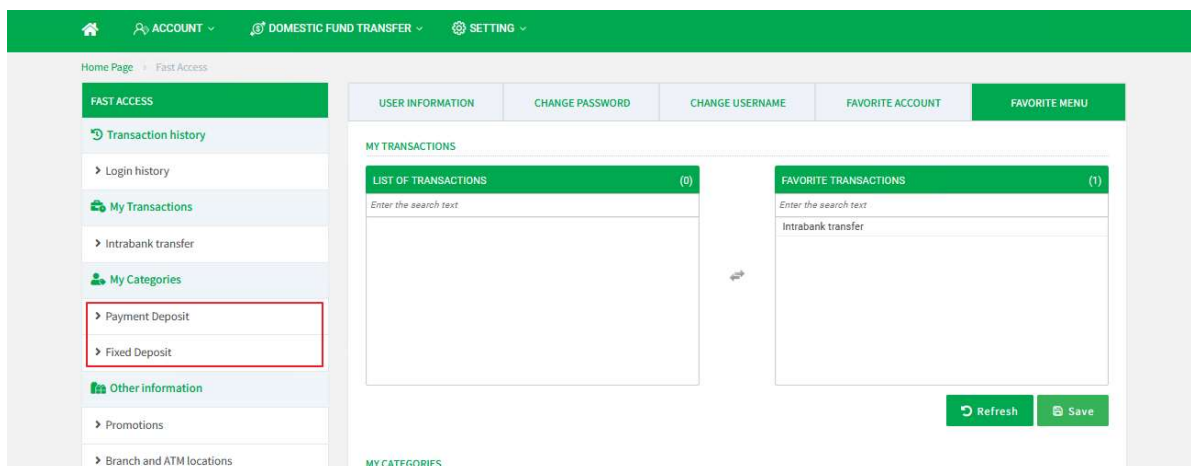 ACCOUNT
DOMESTIC FUND TRANSFER
SETTING
Home Page
Fast Access
FAST ACCESS
Transaction history
Login history
My Transactions
Intrabank transfer
My Categories
Payment Deposit
Fixed Deposit
Other information
Promotions
Branch and ATM locations
USER INFORMATION
CHANGE PASSWORD
CHANGE USERNAME
FAVORITE ACCOUNT
FAVORITE MENU
MY TRANSACTIONS
LIST OF TRANSACTIONS (0)
Enter the search text
FAVORITE TRANSACTIONS (1)
Enter the search text
Intrabank transfer
Refresh
Save
MY CATEGORIES